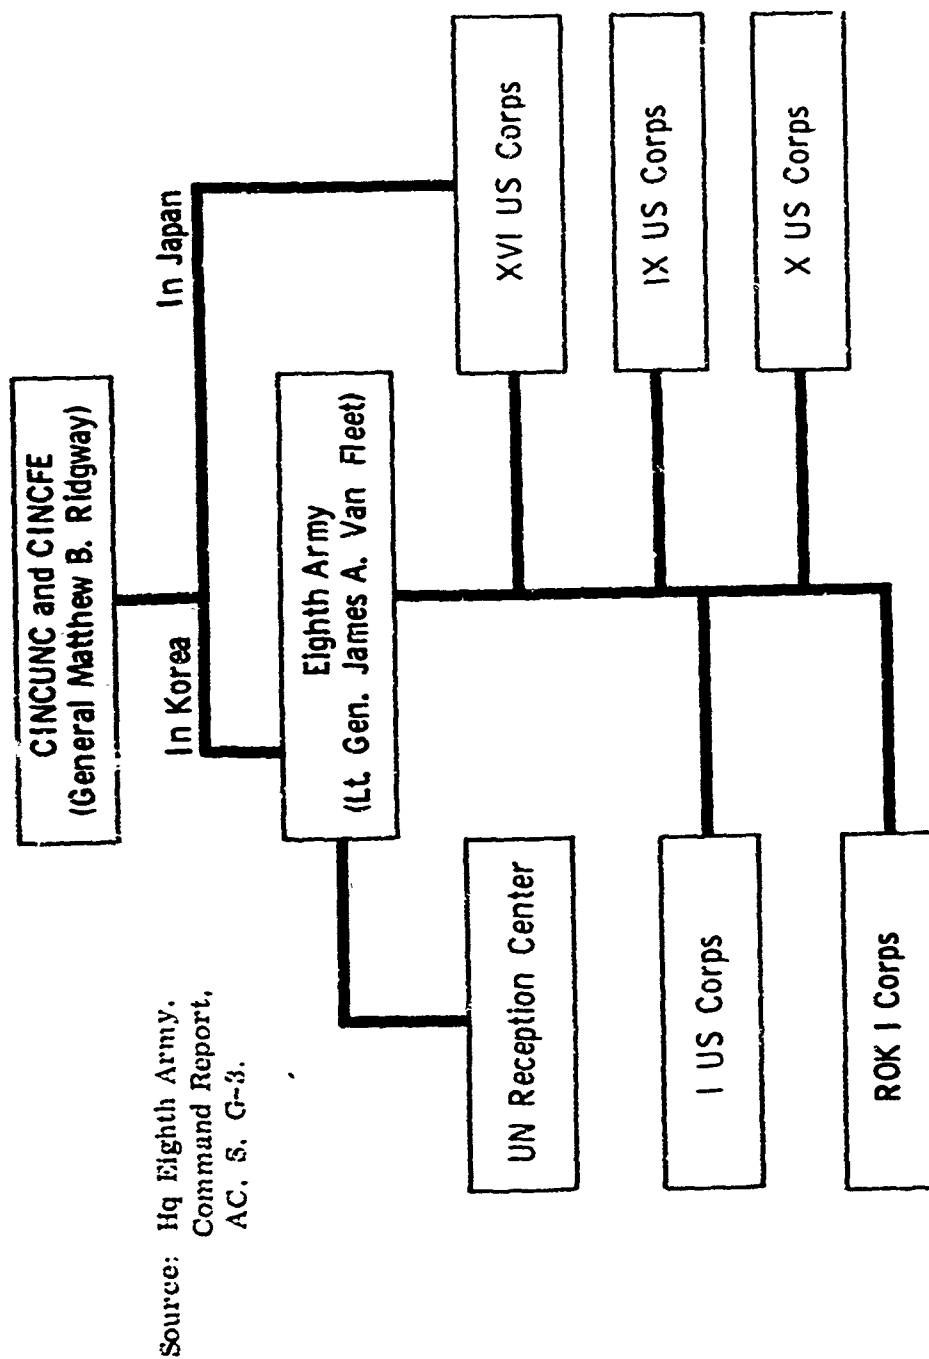 CINCUNC and CINCFE
(General Matthew B. Ridgway)
In Korea
In Japan
Eighth Army
(Lt. Gen. James A. Van Fleet)
UN Reception Center
XVI US Corps
IX US Corps
I US Corps
X US Corps
ROK I Corps
Source: Hq Eighth Army.
Command Report,
AC. S. G-3.